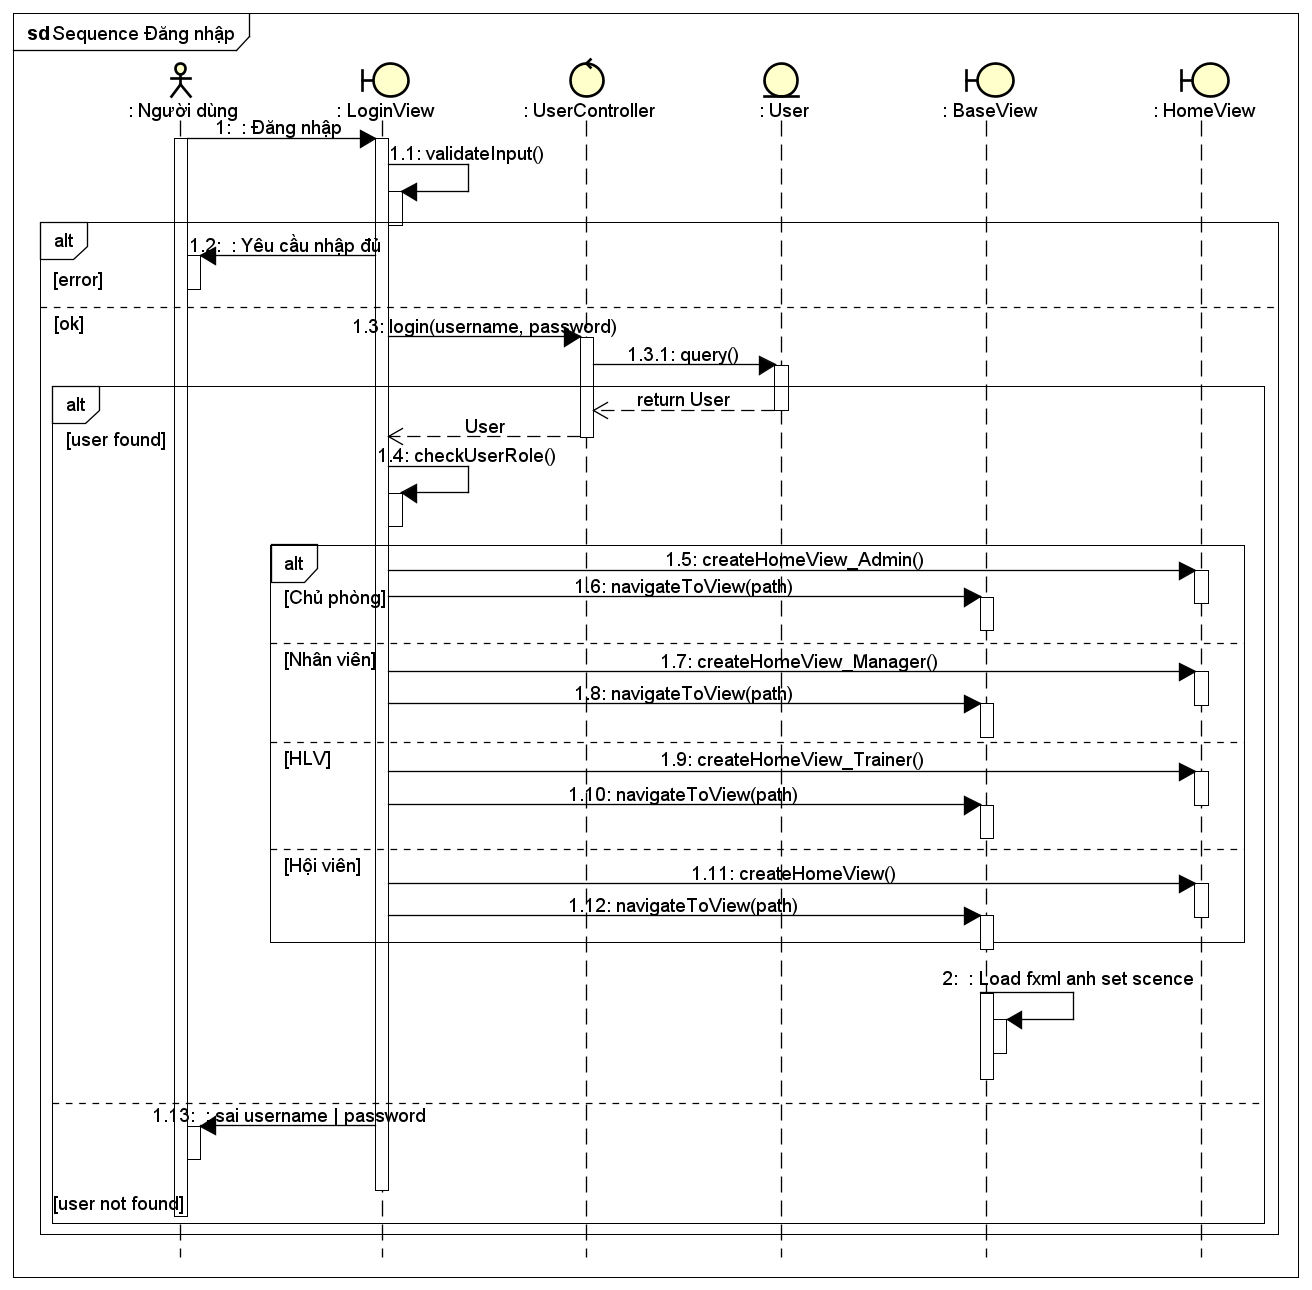 sd Sequence Đăng nhập
: Người dùng
: LoginView
: UserController
: User
: BaseView
: HomeView
1: : Đăng nhập
1.1: validateInput()
alt
1.2: : Yêu cầu nhập đủ
[error]
[ok]
1.3: login(username, password)
1.3.1: query()
alt
return User
User
[user found]
1.4: checkUserRole()
alt
1.5: createHomeView_Admin()
1.6: navigateToView(path)
[Chủ phòng]
[Nhân viên]
1.7: createHomeView_Manager()
1.8: navigateToView(path)
[HLV]
1.9: createHomeView_Trainer()
1.10: navigateToView(path)
[Hội viên]
1.11: createHomeView()
1.12: navigateToView(path)
2: : Load fxml anh set scence
1.13: : sai username | password
[user not found]